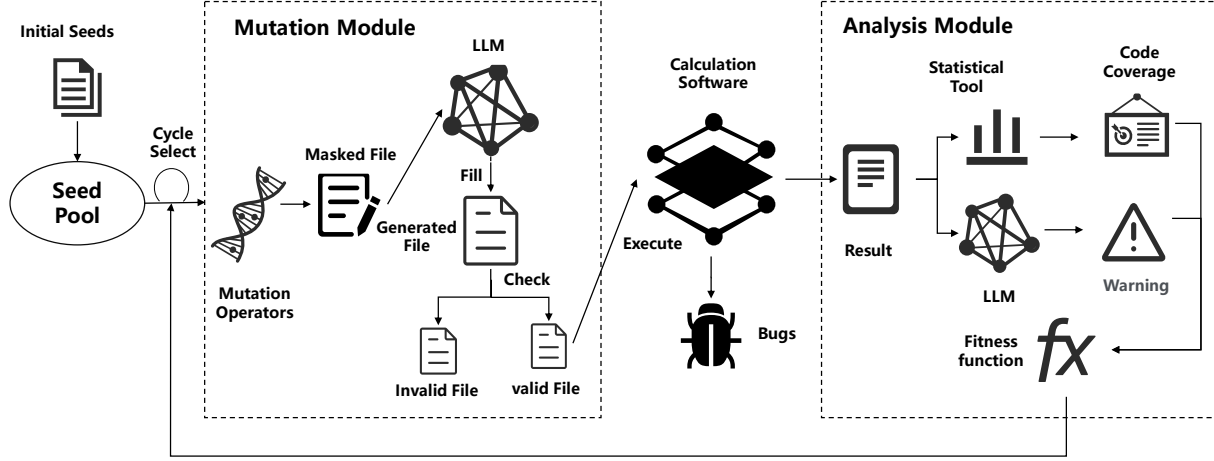 Initial Seeds
Seed
Pool
Cycle
Select
Mutation Module
Mutation
Operators
Masked File
LLM
Fill
Generated
File
Check
Invalid File
valid File
Calculation
Software
Execute
Bugs
Analysis Module
Result
Statistical
Tool
Code
Coverage
LLM
Warning
Fitness
function
fx